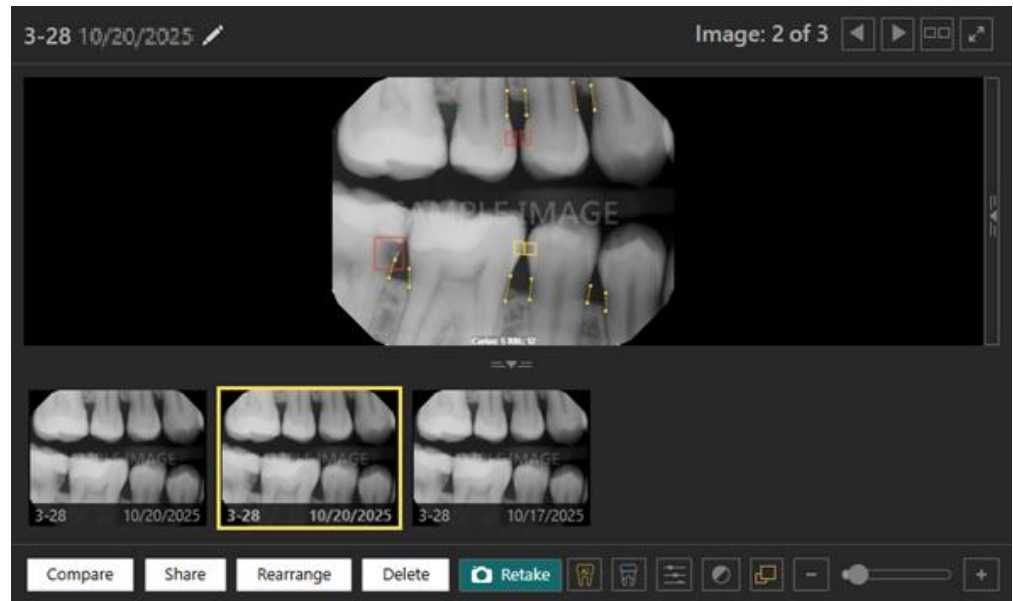 3-28 10/20/2025
Image: 2 of 3
SAMPLE IMAGE
Caries: 5 RBL: 12
3-28 10/20/2025
3-28 10/20/2025
3-28 10/17/2025
Compare
Share
Rearrange
Delete
Retake